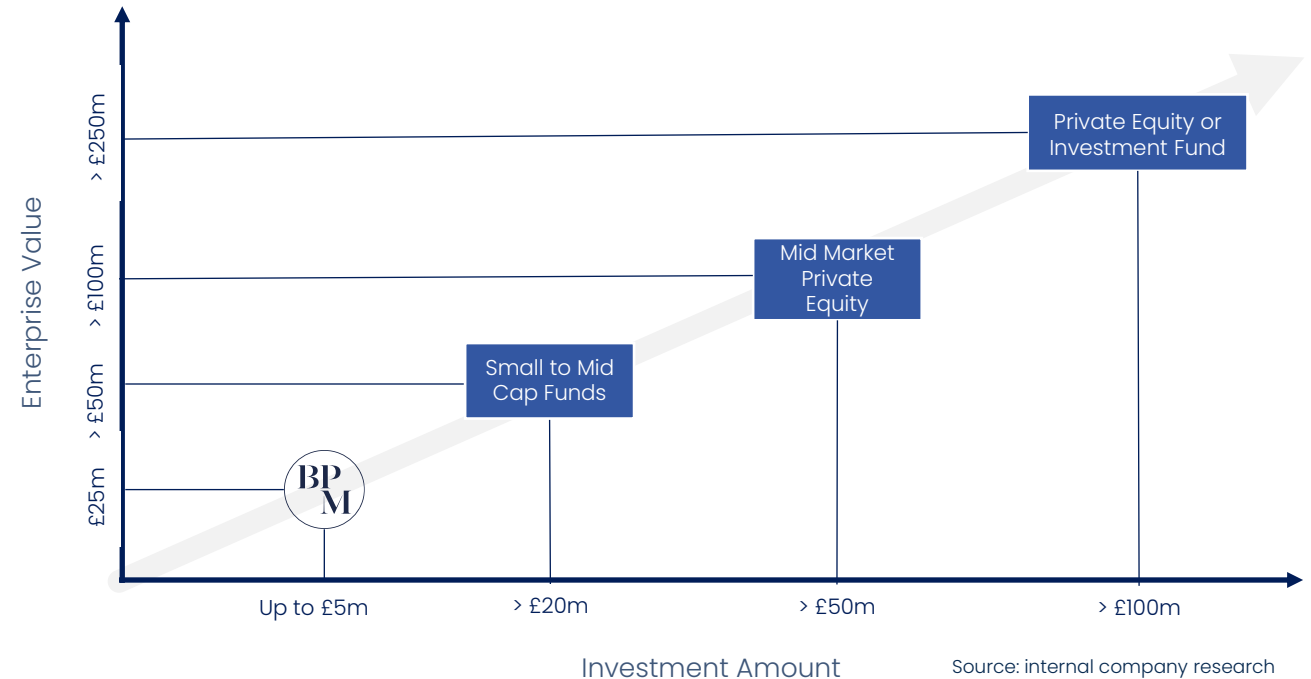 Enterprise Value
> £250m
> £100m
> £50m
£25m
Private Equity or
Investment Fund
Mid Market
Private
Equity
Small to Mid
Cap Funds
BP
M
Up to £5m
> £20m
> £50m
> £100m
Investment Amount
Source: internal company research